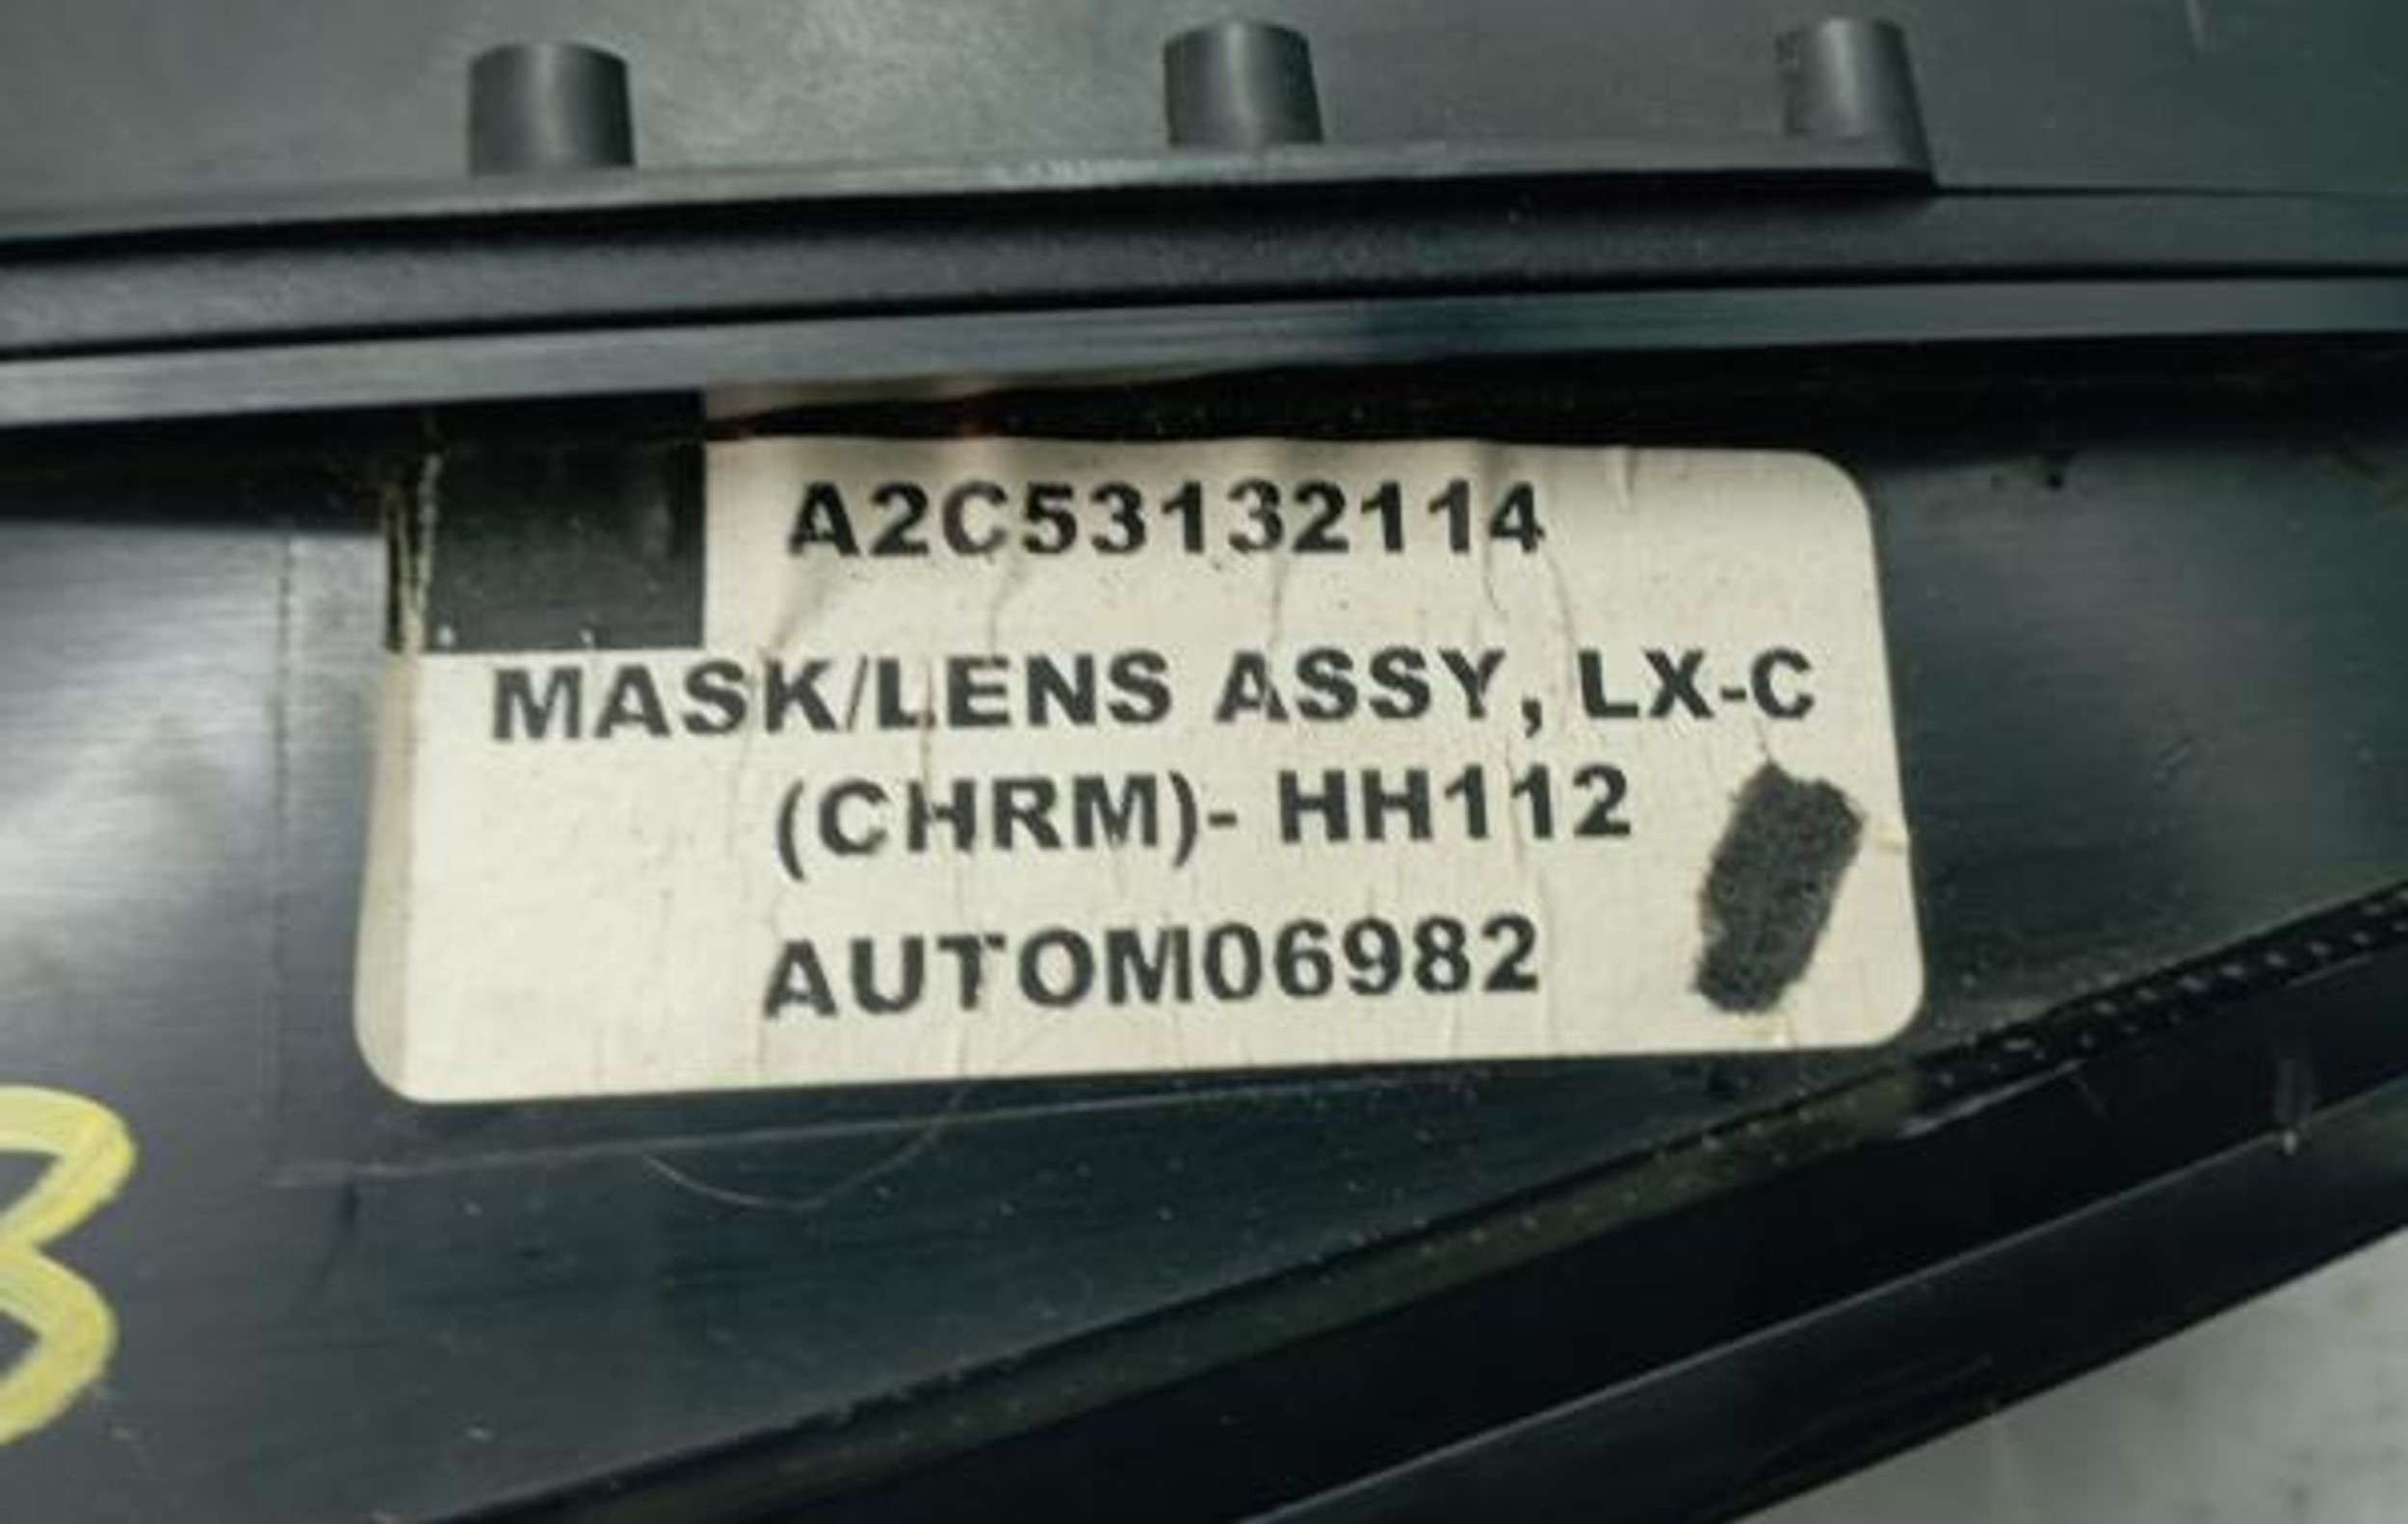 A2C53132114
MASK/LENS ASSY, LX-C
(CHRM)- HH112
AUTOM06982